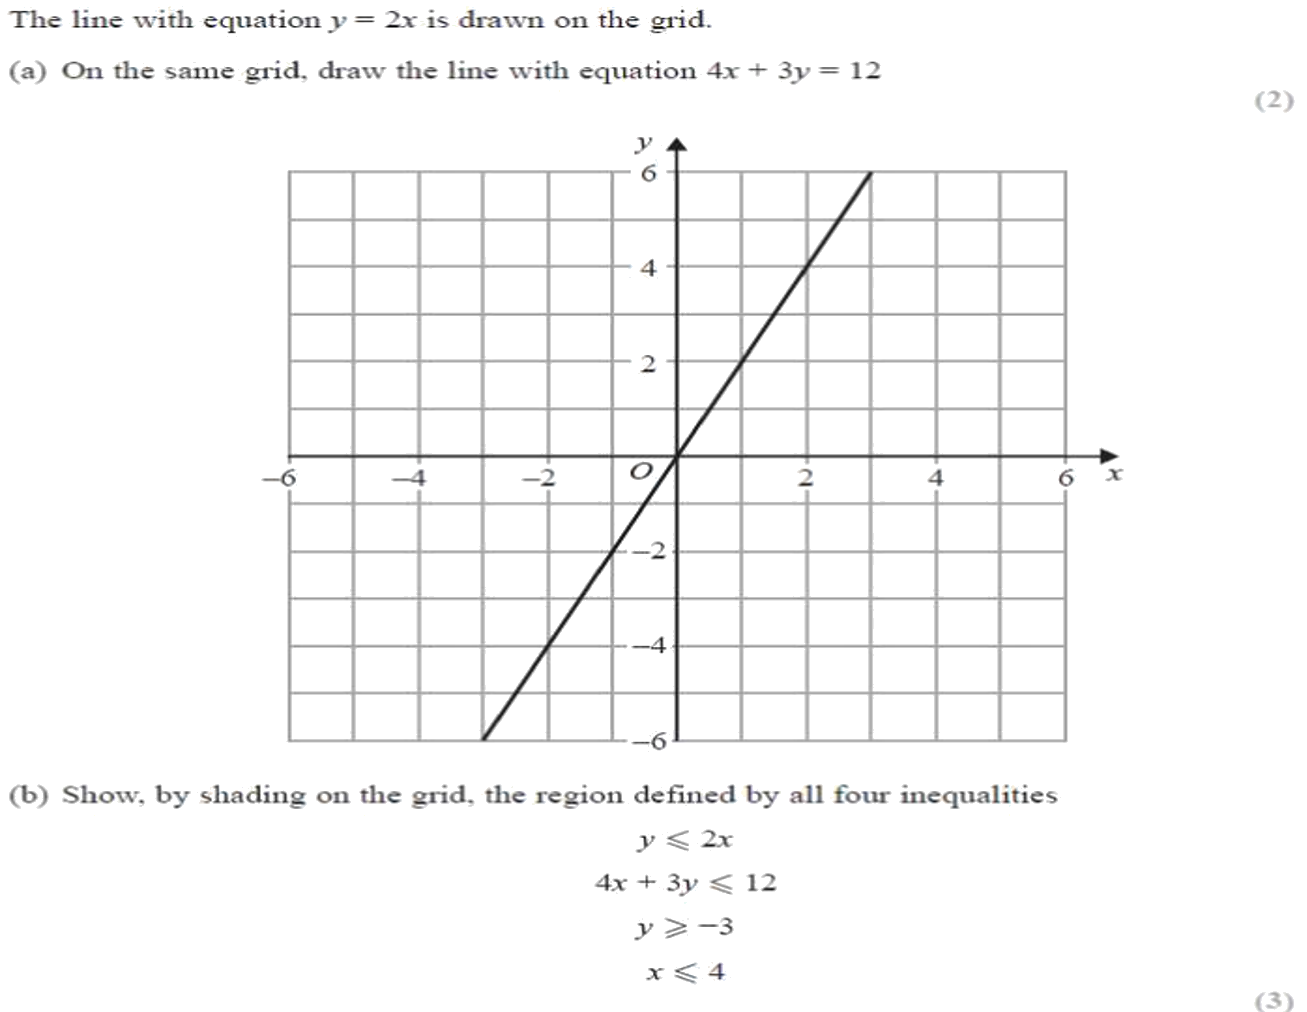 The line with equation y = 2x is drawn on the grid.
(a) On the same grid, draw the line with equation 4x + 3y = 12
(2)
y
6
4
2
−6 −4 −2 O 2 4 6 x
−2
−4
−6
(b) Show, by shading on the grid, the region defined by all four inequalities
y ⩽ 2x
4x + 3y ⩽ 12
y ⩾ −3
x ⩽ 4
(3)